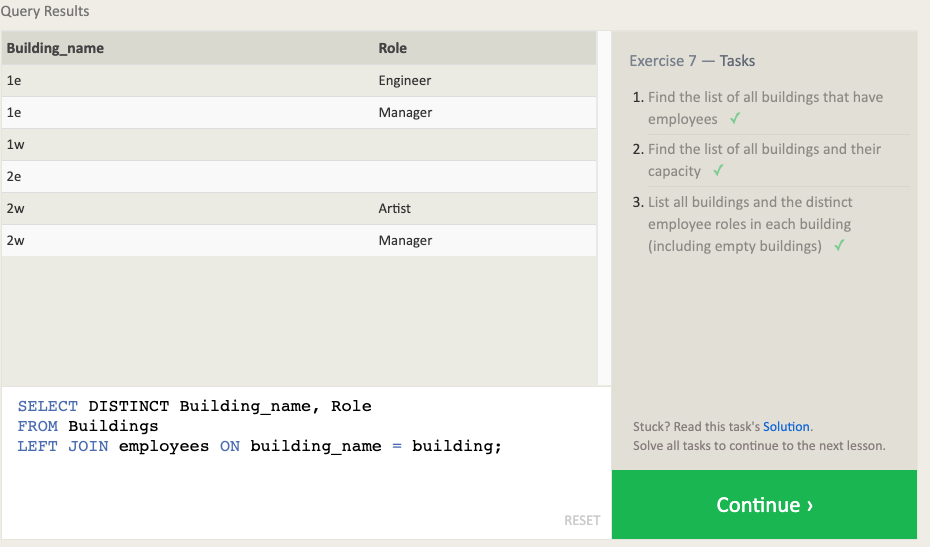 Query Results
Building_name Role
1e Engineer
1e Manager
1w
2e
2w Artist
2w Manager
SELECT DISTINCT Building_name, Role
FROM Buildings
LEFT JOIN employees ON building_name = building;
RESET
Exercise 7 — Tasks
1. Find the list of all buildings that have
employees ✓
2. Find the list of all buildings and their
capacity ✓
3. List all buildings and the distinct
employee roles in each building
(including empty buildings) ✓
Stuck? Read this task's Solution.
Solve all tasks to continue to the next lesson.
Continue ›